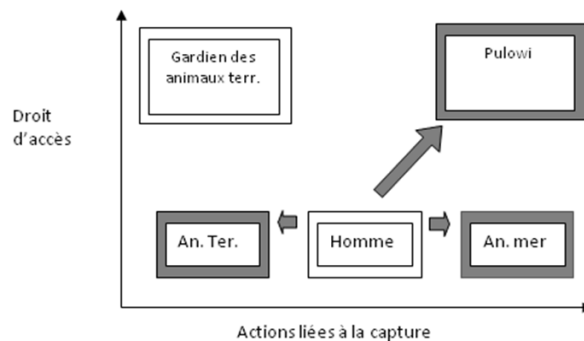 Gardien des
animaux terr.
Pulowi
Droit
d'accès
An. Ter.
Homme
An. mer
Actions liées à la capture